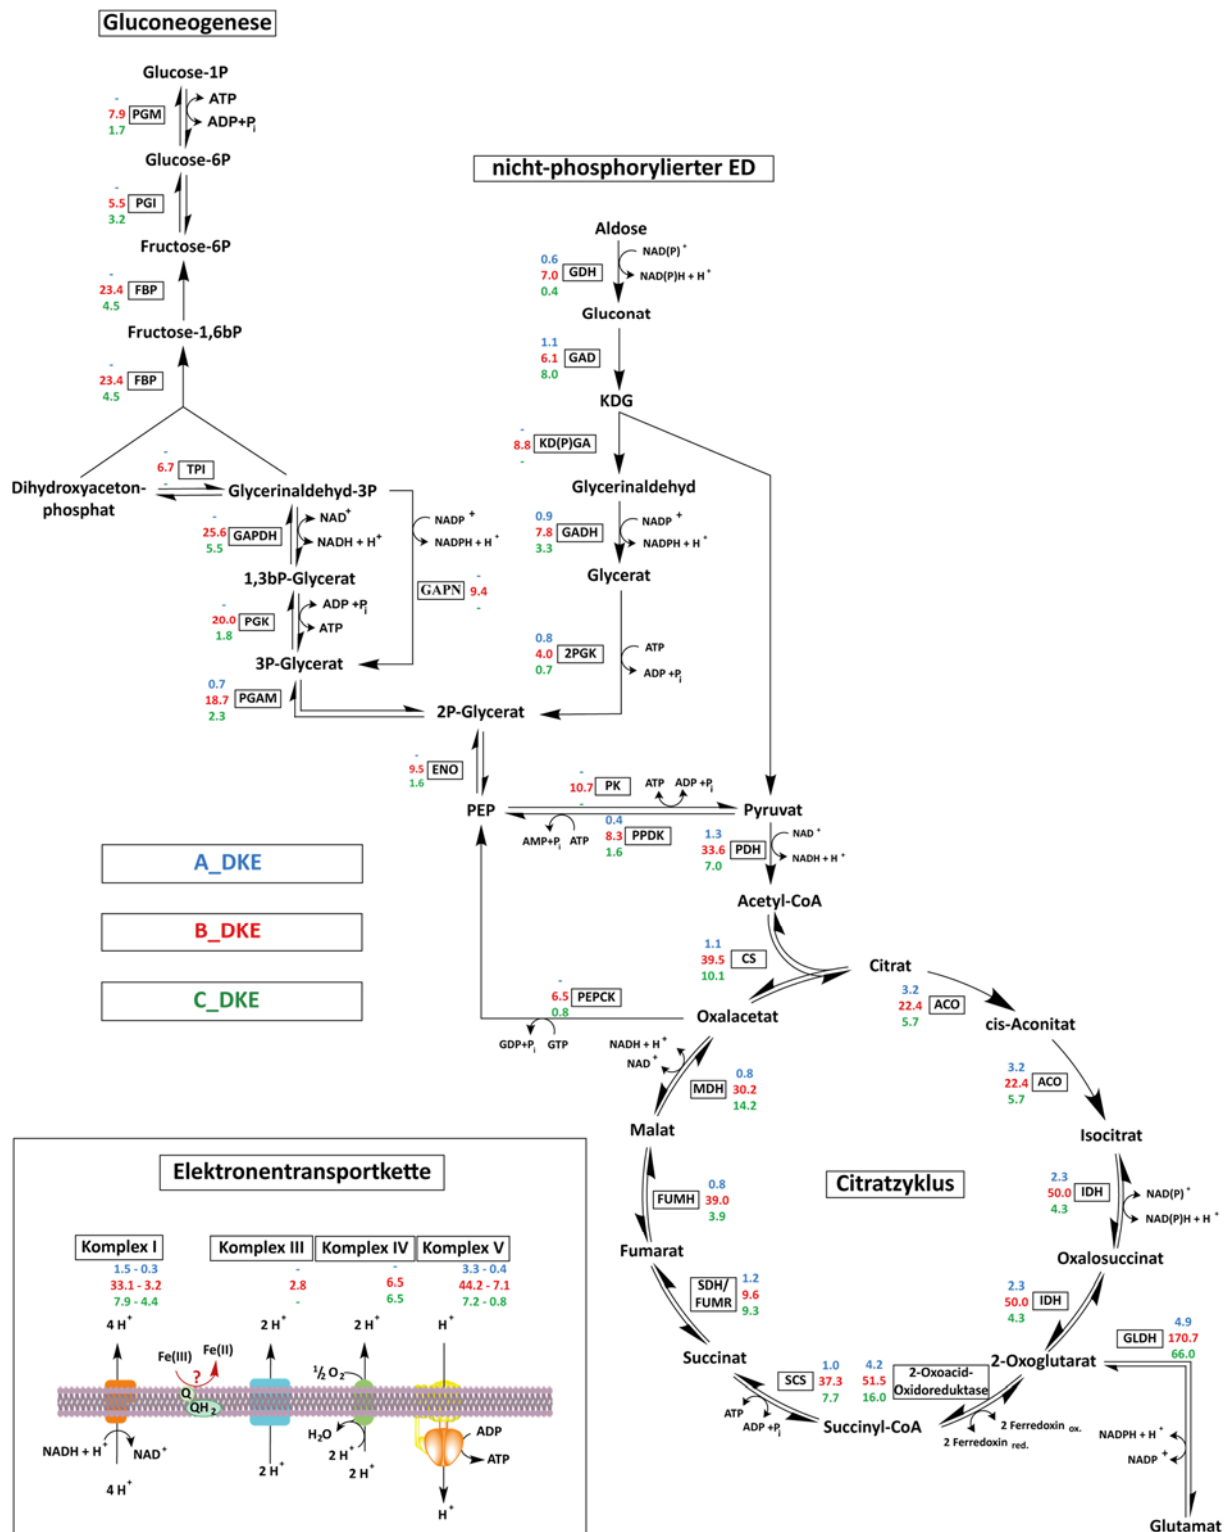 Gluconeogenese
Glucose-1P
-
7.9 PGM
1.7
ATP
ADP+Pi
Glucose-6P
-
5.5 PGI
3.2
Fructose-6P
-
23.4 FBP
4.5
Fructose-1,6bP
-
23.4 FBP
4.5
-
6.7 TPI
-
Dihydroxyaceton-
phosphat
Glycerinaldehyd-3P
-
25.6 GAPDH
5.5
NAD+
NADH + H+
NADP+
NADPH + H+
1,3bP-Glycerat
GAPN
-
9.4
-
-
20.0 PGK
1.8
ADP +Pi
ATP
3P-Glycerat
0.7
18.7 PGAM
2.3
2P-Glycerat
-
9.5 ENO
1.6
PEP
nicht-phosphorylierter ED
Aldose
0.6
7.0 GDH
0.4
NAD(P)+
NAD(P)H + H+
Gluconat
1.1
6.1 GAD
8.0
KDG
-
8.8 KD(P)GA
-
Glycerinaldehyd
0.9
7.8 GADH
3.3
NADP+
NADPH + H+
Glycerat
0.8
4.0 2PGK
0.7
ATP
ADP +Pi
-
10.7 PK
-
ATP ADP +Pi
AMP+Pi ATP
0.4
8.3 PPDK
1.6
Pyruvat
1.3
33.6 PDH
7.0
NAD+
NADH + H+
Acetyl-CoA
A_DKE
B_DKE
C_DKE
1.1
39.5 CS
10.1
Citrat
-
6.5 PEPCK
0.8
GDP+Pi GTP
Oxalacetat
3.2
22.4 ACO
5.7
cis-Aconitat
NADH + H+
NAD+
0.8
MDH 30.2
14.2
3.2
22.4 ACO
5.7
Malat
Isocitrat
Citratzyklus
0.8
FUMH 39.0
3.9
2.3
50.0 IDH
4.3
NAD(P)+
NAD(P)H + H+
Fumarat
Oxalosuccinat
SDH/
FUMR
1.2
9.6
9.3
2.3
50.0 IDH
4.3
4.9
GLDH 170.7
66.0
Succinat
2-Oxoglutarat
1.0
SCS 37.3
7.7
4.2
51.5
16.0
2-Oxoacid-
Oxidoreduktase
ATP
ADP +Pi
Succinyl-CoA
2 Ferredoxin ox.
2 Ferredoxin red.
NADPH + H+
NADP+
Glutamat
Elektronentransportkette
Komplex I
1.5 - 0.3
33.1 - 3.2
7.9 - 4.4
Komplex III
-
2.8
-
Komplex IV
-
6.5
6.5
Komplex V
3.3 - 0.4
44.2 - 7.1
7.2 - 0.8
4 H+
2 H+
2 H+
H+
Fe(III) Fe(II)
?
Q
QH2
1/2 O2
NADH + H+ NAD+
H2O
2 H+
ADP
ATP
4 H+
2 H+
2 H+
H+